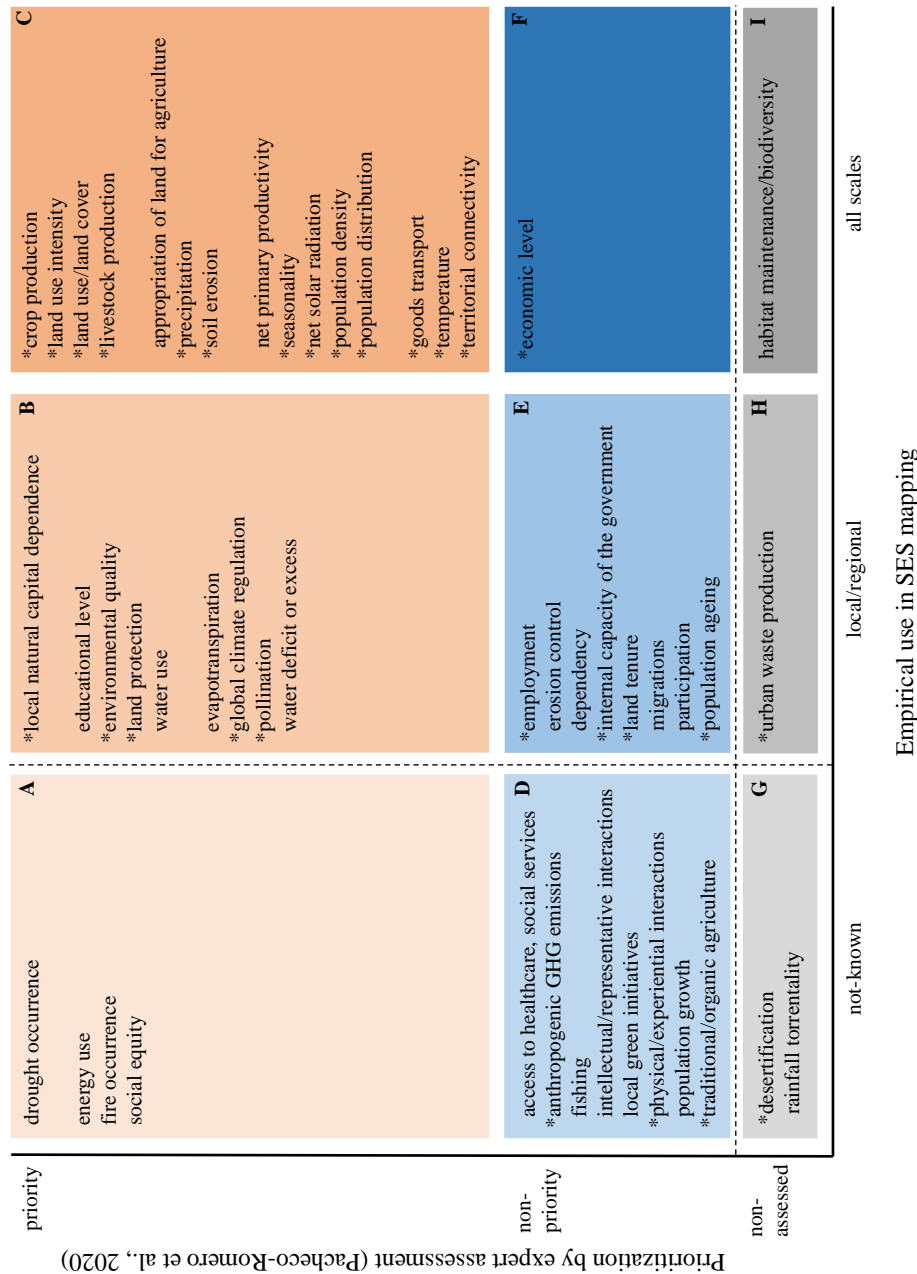 Prioritization by expert assessment (Pacheco-Romero et al., 2020)
priority
A
drought occurrence
energy use
fire occurrence
social equity
B
*local natural capital dependence
educational level
*environmental quality
*land protection
water use
evapotranspiration
*global climate regulation
*pollination
water deficit or excess
C
*crop production
*land use intensity
*land use/land cover
*livestock production
appropriation of land for agriculture
*precipitation
*soil erosion
net primary productivity
*seasonality
*net solar radiation
*population density
*population distribution
*goods transport
*temperature
*territorial connectivity
non-
priority
D
access to healthcare, social services
*anthropogenic GHG emissions
fishing
intellectual/representative interactions
local green initiatives
*physical/experiential interactions
population growth
*traditional/organic agriculture
E
*employment
erosion control
dependency
*internal capacity of the government
*land tenure
migrations
participation
*population ageing
F
*economic level
non-
assessed
G
*desertification
rainfall torrentality
H
*urban waste production
I
habitat maintenance/biodiversity
not-known
local/regional
all scales
Empirical use in SES mapping